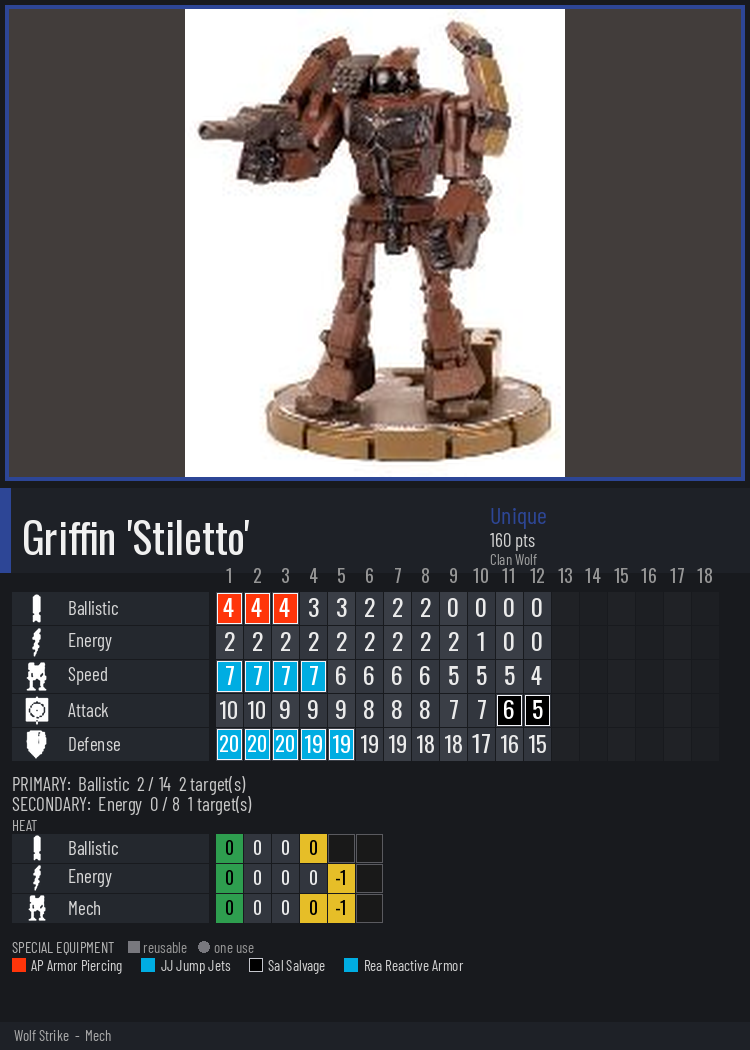 Griffin 'Stiletto'
Unique
160 pts
Clan Wolf
1 2 3 4 5 6 7 8 9 10 11 12 13 14 15 16 17 18
Ballistic 4 4 4 3 3 2 2 2 0 0 0 0
Energy 2 2 2 2 2 2 2 2 2 1 0 0
Speed 7 7 7 7 6 6 6 6 5 5 5 4
Attack 10 10 9 9 9 8 8 8 7 7 6 5
Defense 20 20 20 19 19 19 19 18 18 17 16 15
PRIMARY: Ballistic 2 / 14 2 target(s)
SECONDARY: Energy 0 / 8 1 target(s)
HEAT
Ballistic 0 0 0 0
Energy 0 0 0 0 -1
Mech 0 0 0 0 -1
SPECIAL EQUIPMENT reusable one use
AP Armor Piercing JJ Jump Jets Sal Salvage Rea Reactive Armor
Wolf Strike - Mech